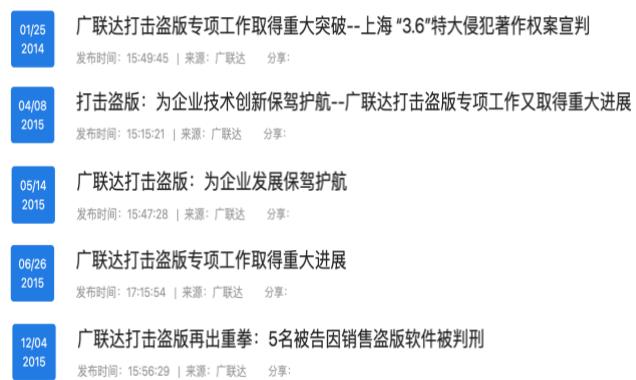 01/25
2014
广联达打击盗版专项工作取得重大突破--上海 “3.6”特大侵犯著作权案宣判
发布时间：15:49:45 | 来源：广联达 分享：
04/08
2015
打击盗版：为企业技术创新保驾护航--广联达打击盗版专项工作又取得重大进展
发布时间：15:15:21 | 来源：广联达 分享：
05/14
2015
广联达打击盗版：为企业发展保驾护航
发布时间：15:47:28 | 来源：广联达 分享：
06/26
2015
广联达打击盗版专项工作取得重大进展
发布时间：17:15:54 | 来源：广联达 分享：
12/04
2015
广联达打击盗版再出重拳：5名被告因销售盗版软件被判刑
发布时间：15:56:29 | 来源：广联达 分享：